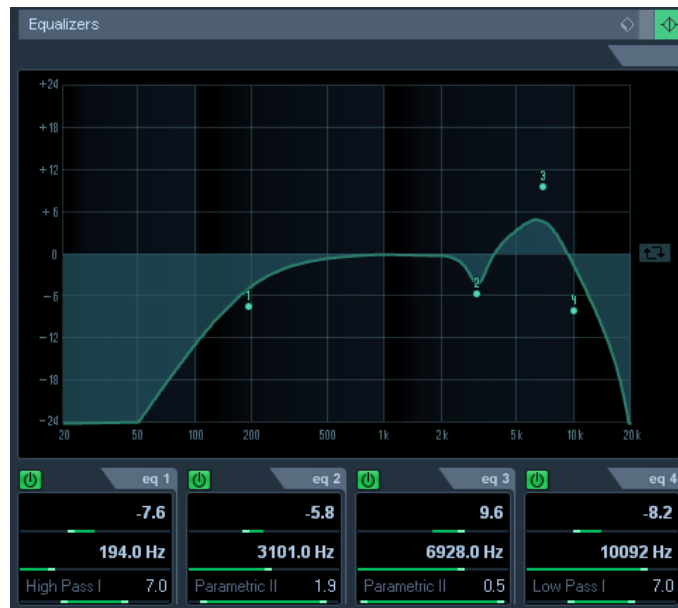 Equalizers
+24
+18
+12
+6
0
-6
-12
-18
-24
1
2
3
4
20 50 100 200 500 1k 2k 5k 10k 20k
eq 1 eq 2 eq 3 eq 4
-7.6 -5.8 9.6 -8.2
194.0 Hz 3101.0 Hz 6928.0 Hz 10092 Hz
High Pass I 7.0 Parametric II 1.9 Parametric II 0.5 Low Pass I 7.0